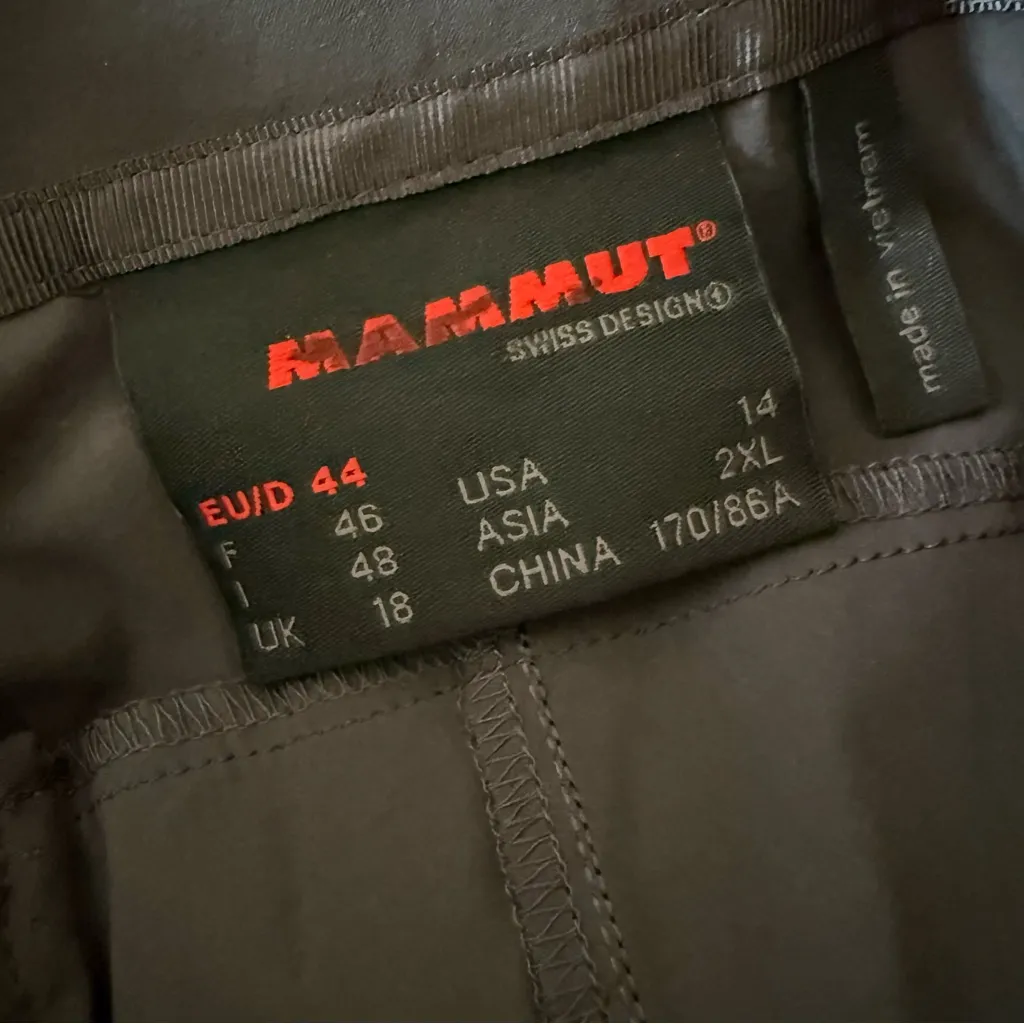 MAMMUT®
SWISS DESIGN
EU/D 44
F 46
I 48
UK 18
USA 14
ASIA 2XL
CHINA 170/86A
made in vietnam